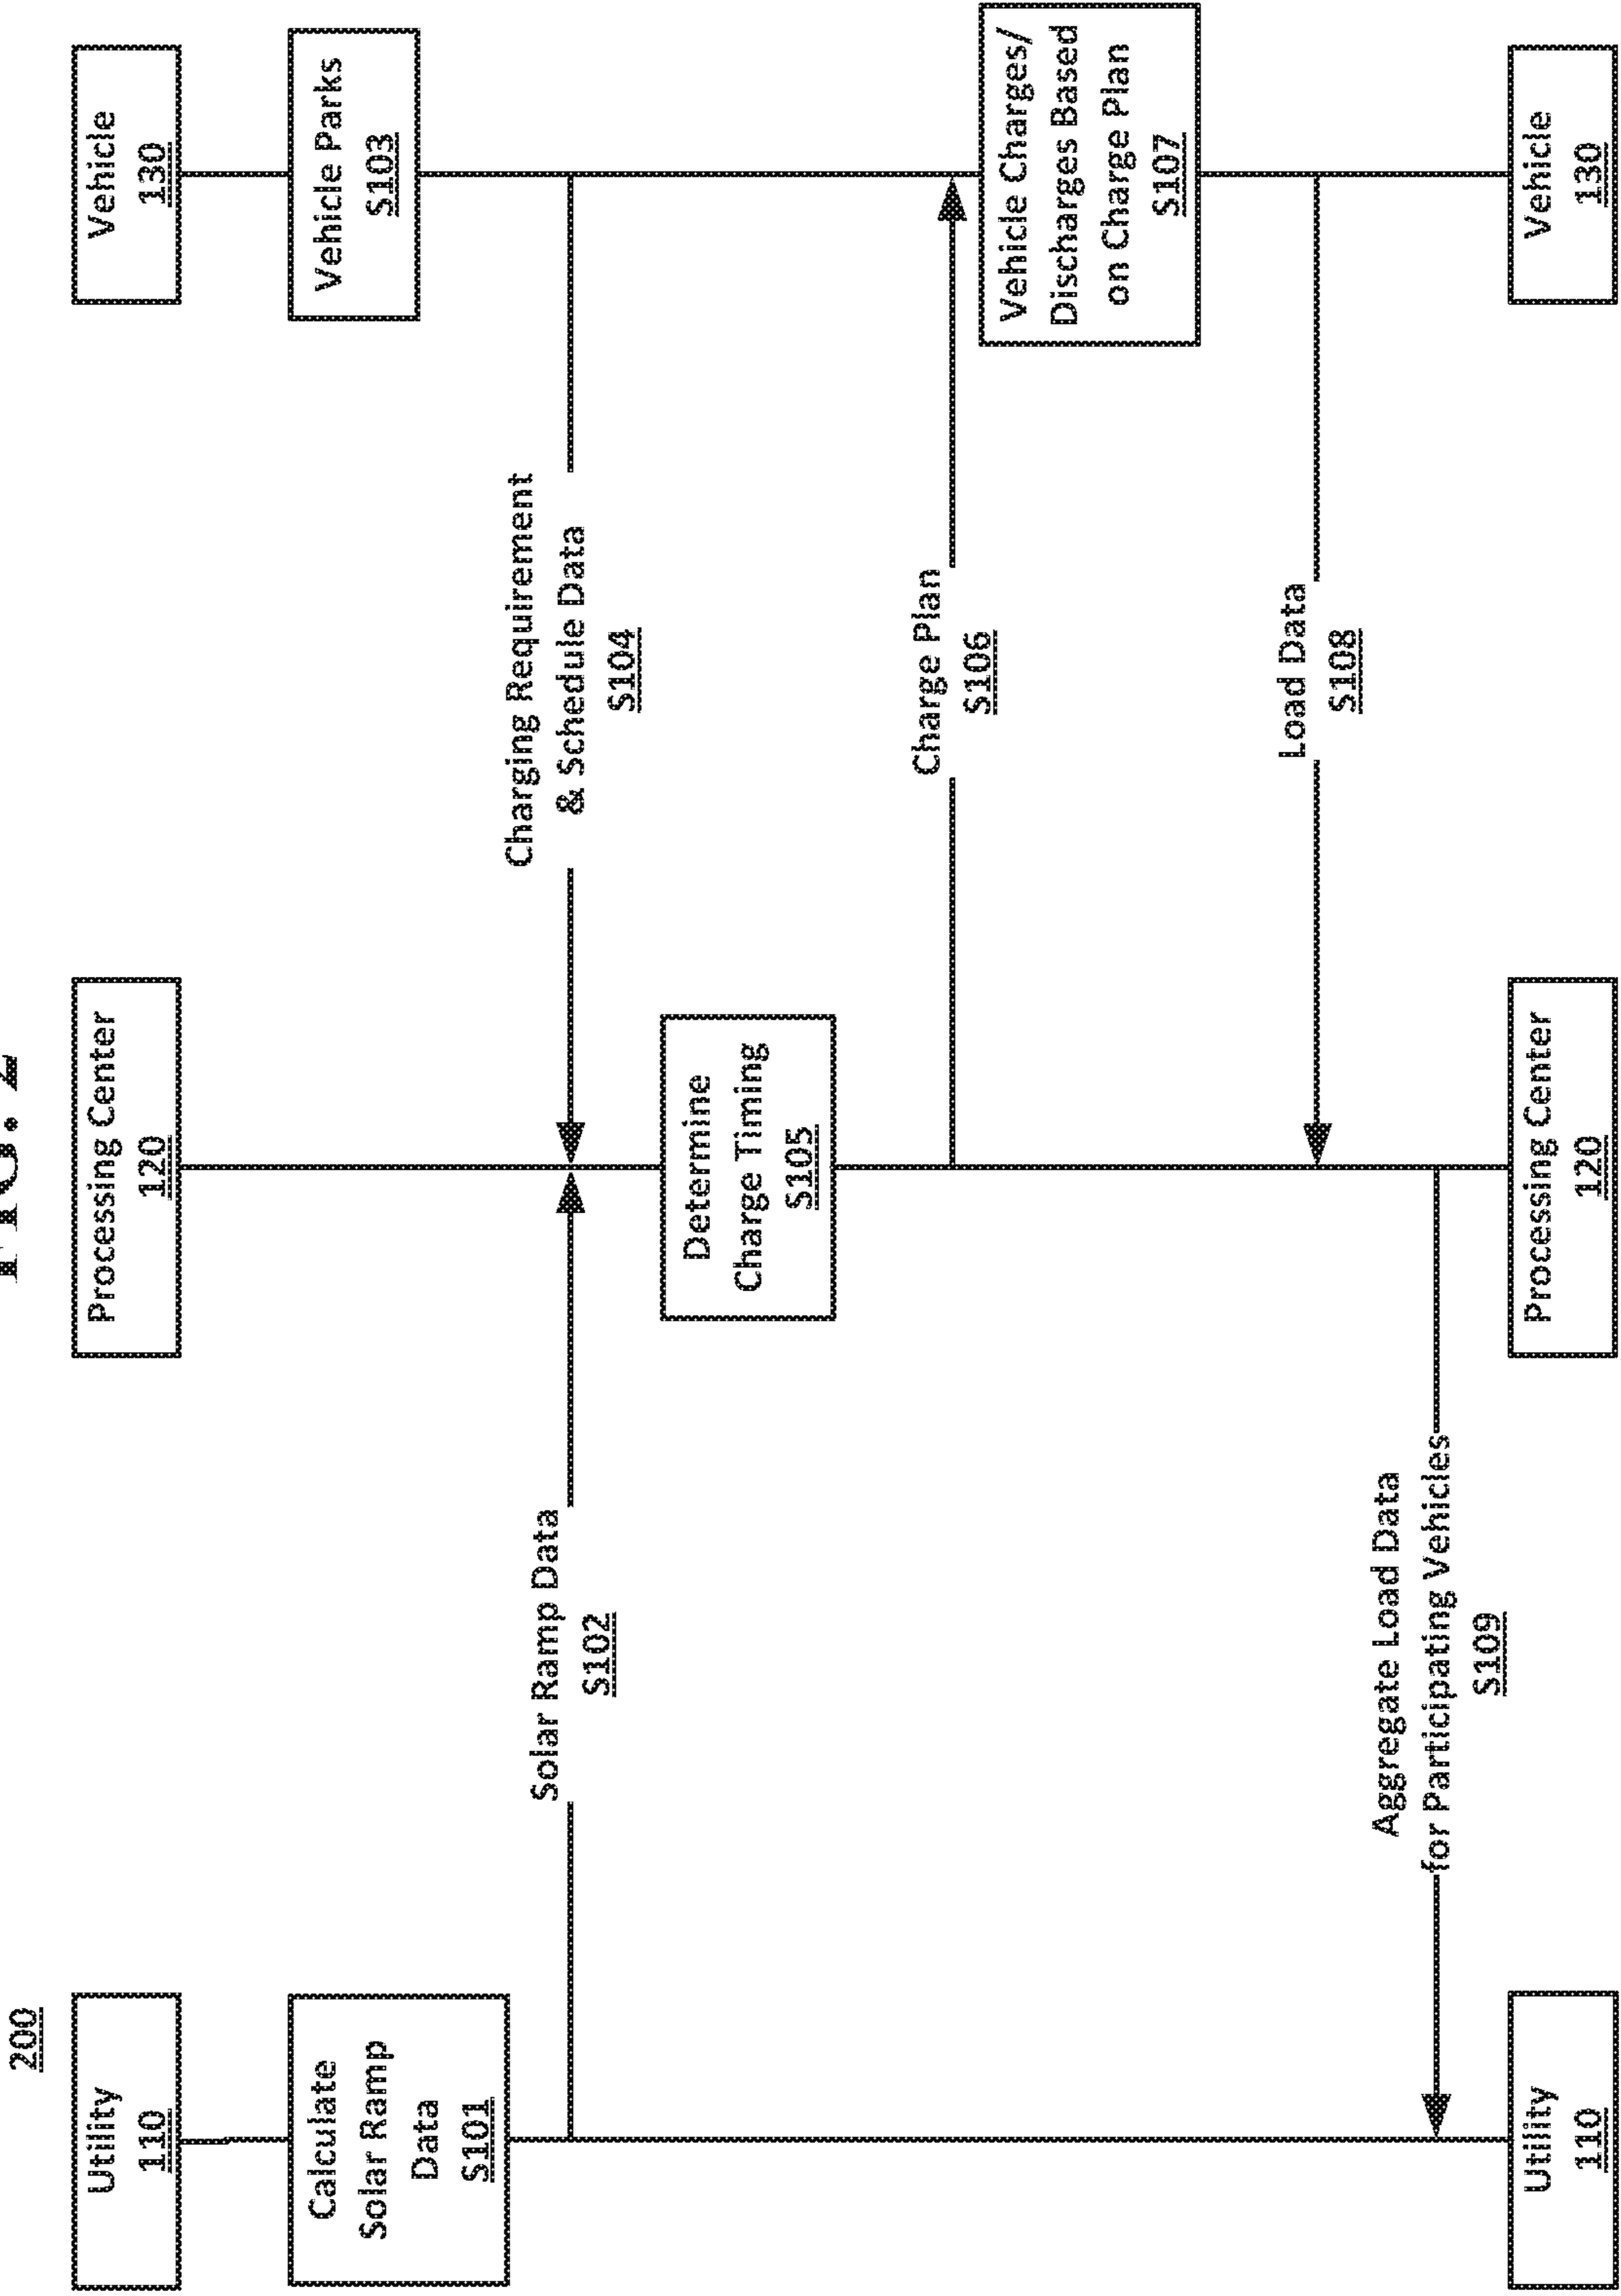 FIG. 2
200
Utility
110
Processing Center
120
Vehicle
130
Calculate
Solar Ramp
Data
S101
Vehicle Parks
S103
Solar Ramp Data
S102
Charging Requirement
& Schedule Data
S104
Determine
Charge Timing
S105
Charge Plan
S106
Vehicle Charges/
Discharges Based
on Charge Plan
S107
Load Data
S108
Aggregate Load Data
for Participating Vehicles
S109
Utility
110
Processing Center
120
Vehicle
130